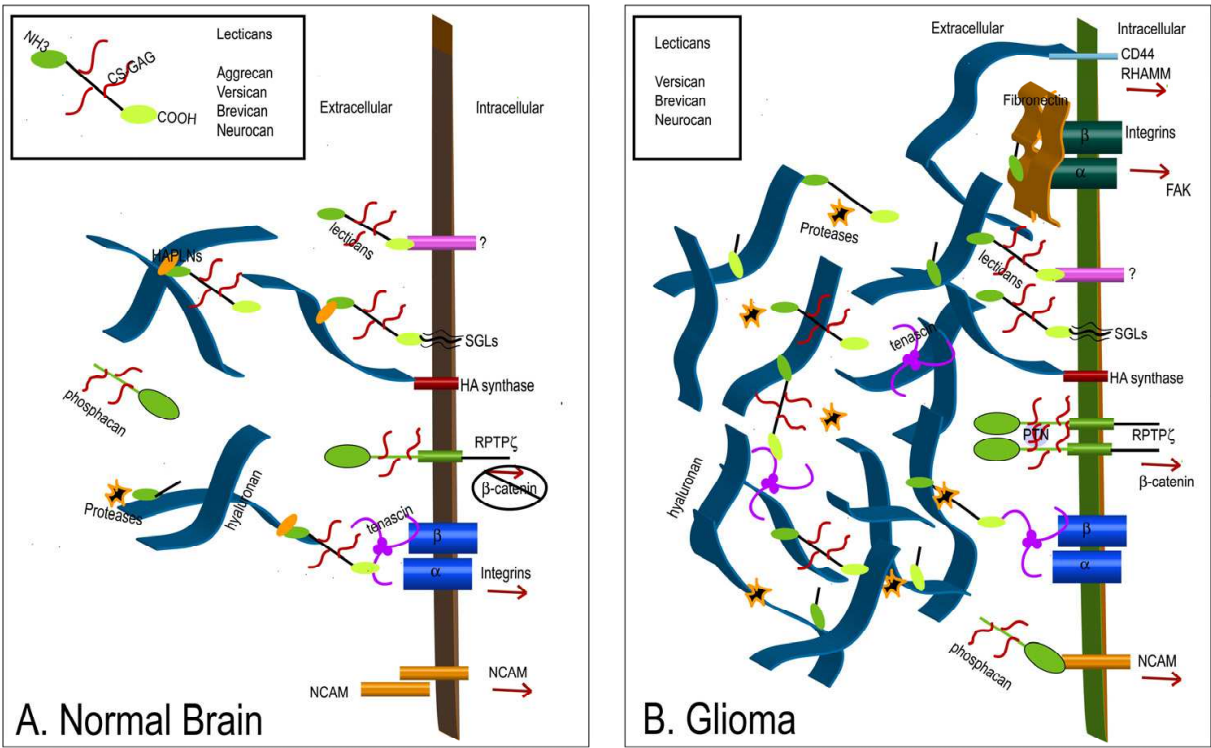 NH3
CS-GAG
COOH
Lecticans
Aggrecan
Versican
Brevican
Neurocan
Extracellular
Intracellular
HAPLNs
lecticans
?
SGLs
HA synthase
phosphacan
RPTPζ
β-catenin
Proteases
hyaluronan
tenascin
β
α
Integrins
NCAM
NCAM
A. Normal Brain
Lecticans
Versican
Brevican
Neurocan
Extracellular
Intracellular
CD44
RHAMM
Fibronectin
β
Integrins
α
FAK
Proteases
lecticans
?
tenascin
SGLs
HA synthase
PTN
RPTPζ
β-catenin
hyaluronan
β
α
phosphacan
NCAM
B. Glioma